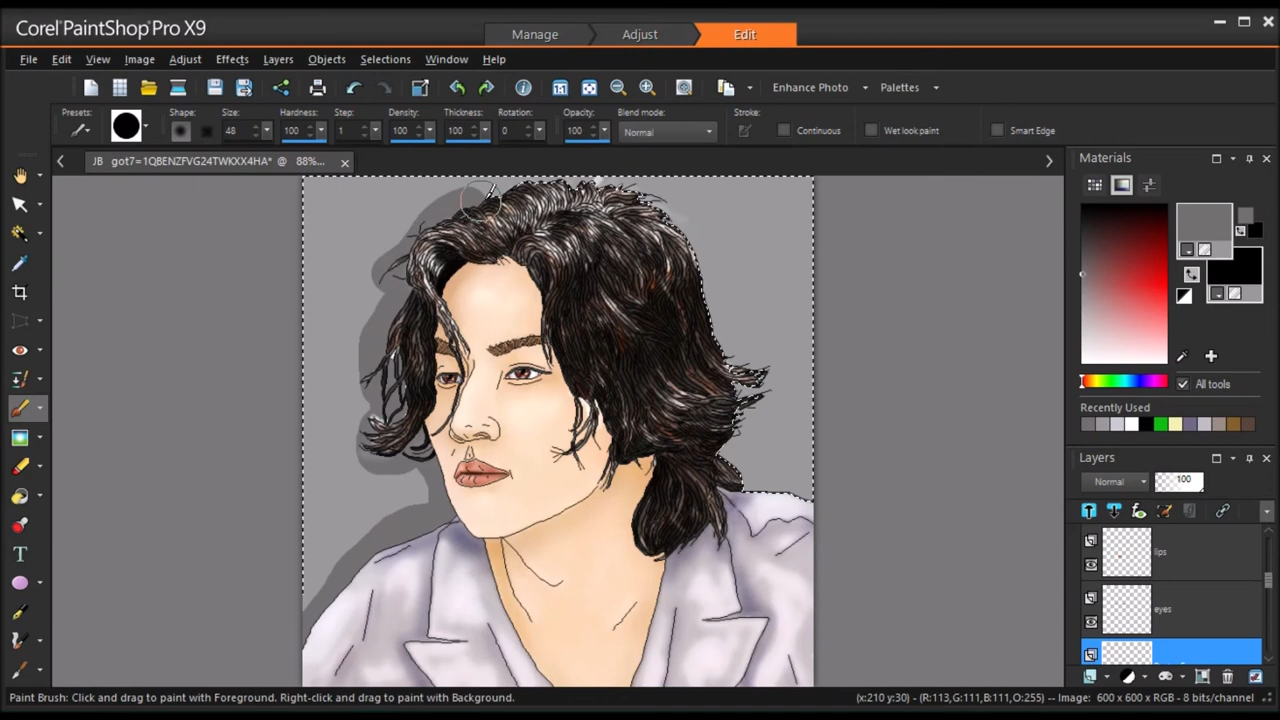 Corel PaintShop Pro X9
Manage Adjust Edit
File Edit View Image Adjust Effects Layers Objects Selections Window Help
Enhance Photo Palettes
Presets: Shape: Size: Hardness: Step: Density: Thickness: Rotation: Opacity: Blend mode: Stroke:
48 100 1 100 100 0 100 Normal Continuous Wet look paint Smart Edge
JB got7=1QBENZFVG24TWKXX4HA* @ 88%...
Materials
All tools
Recently Used
Layers
Normal 100
lips
eyes
Paint Brush: Click and drag to paint with Foreground. Right-click and drag to paint with Background.
(x:210 y:30) - (R:113,G:111,B:111,O:255) -- Image: 600 x 600 x RGB - 8 bits/channel